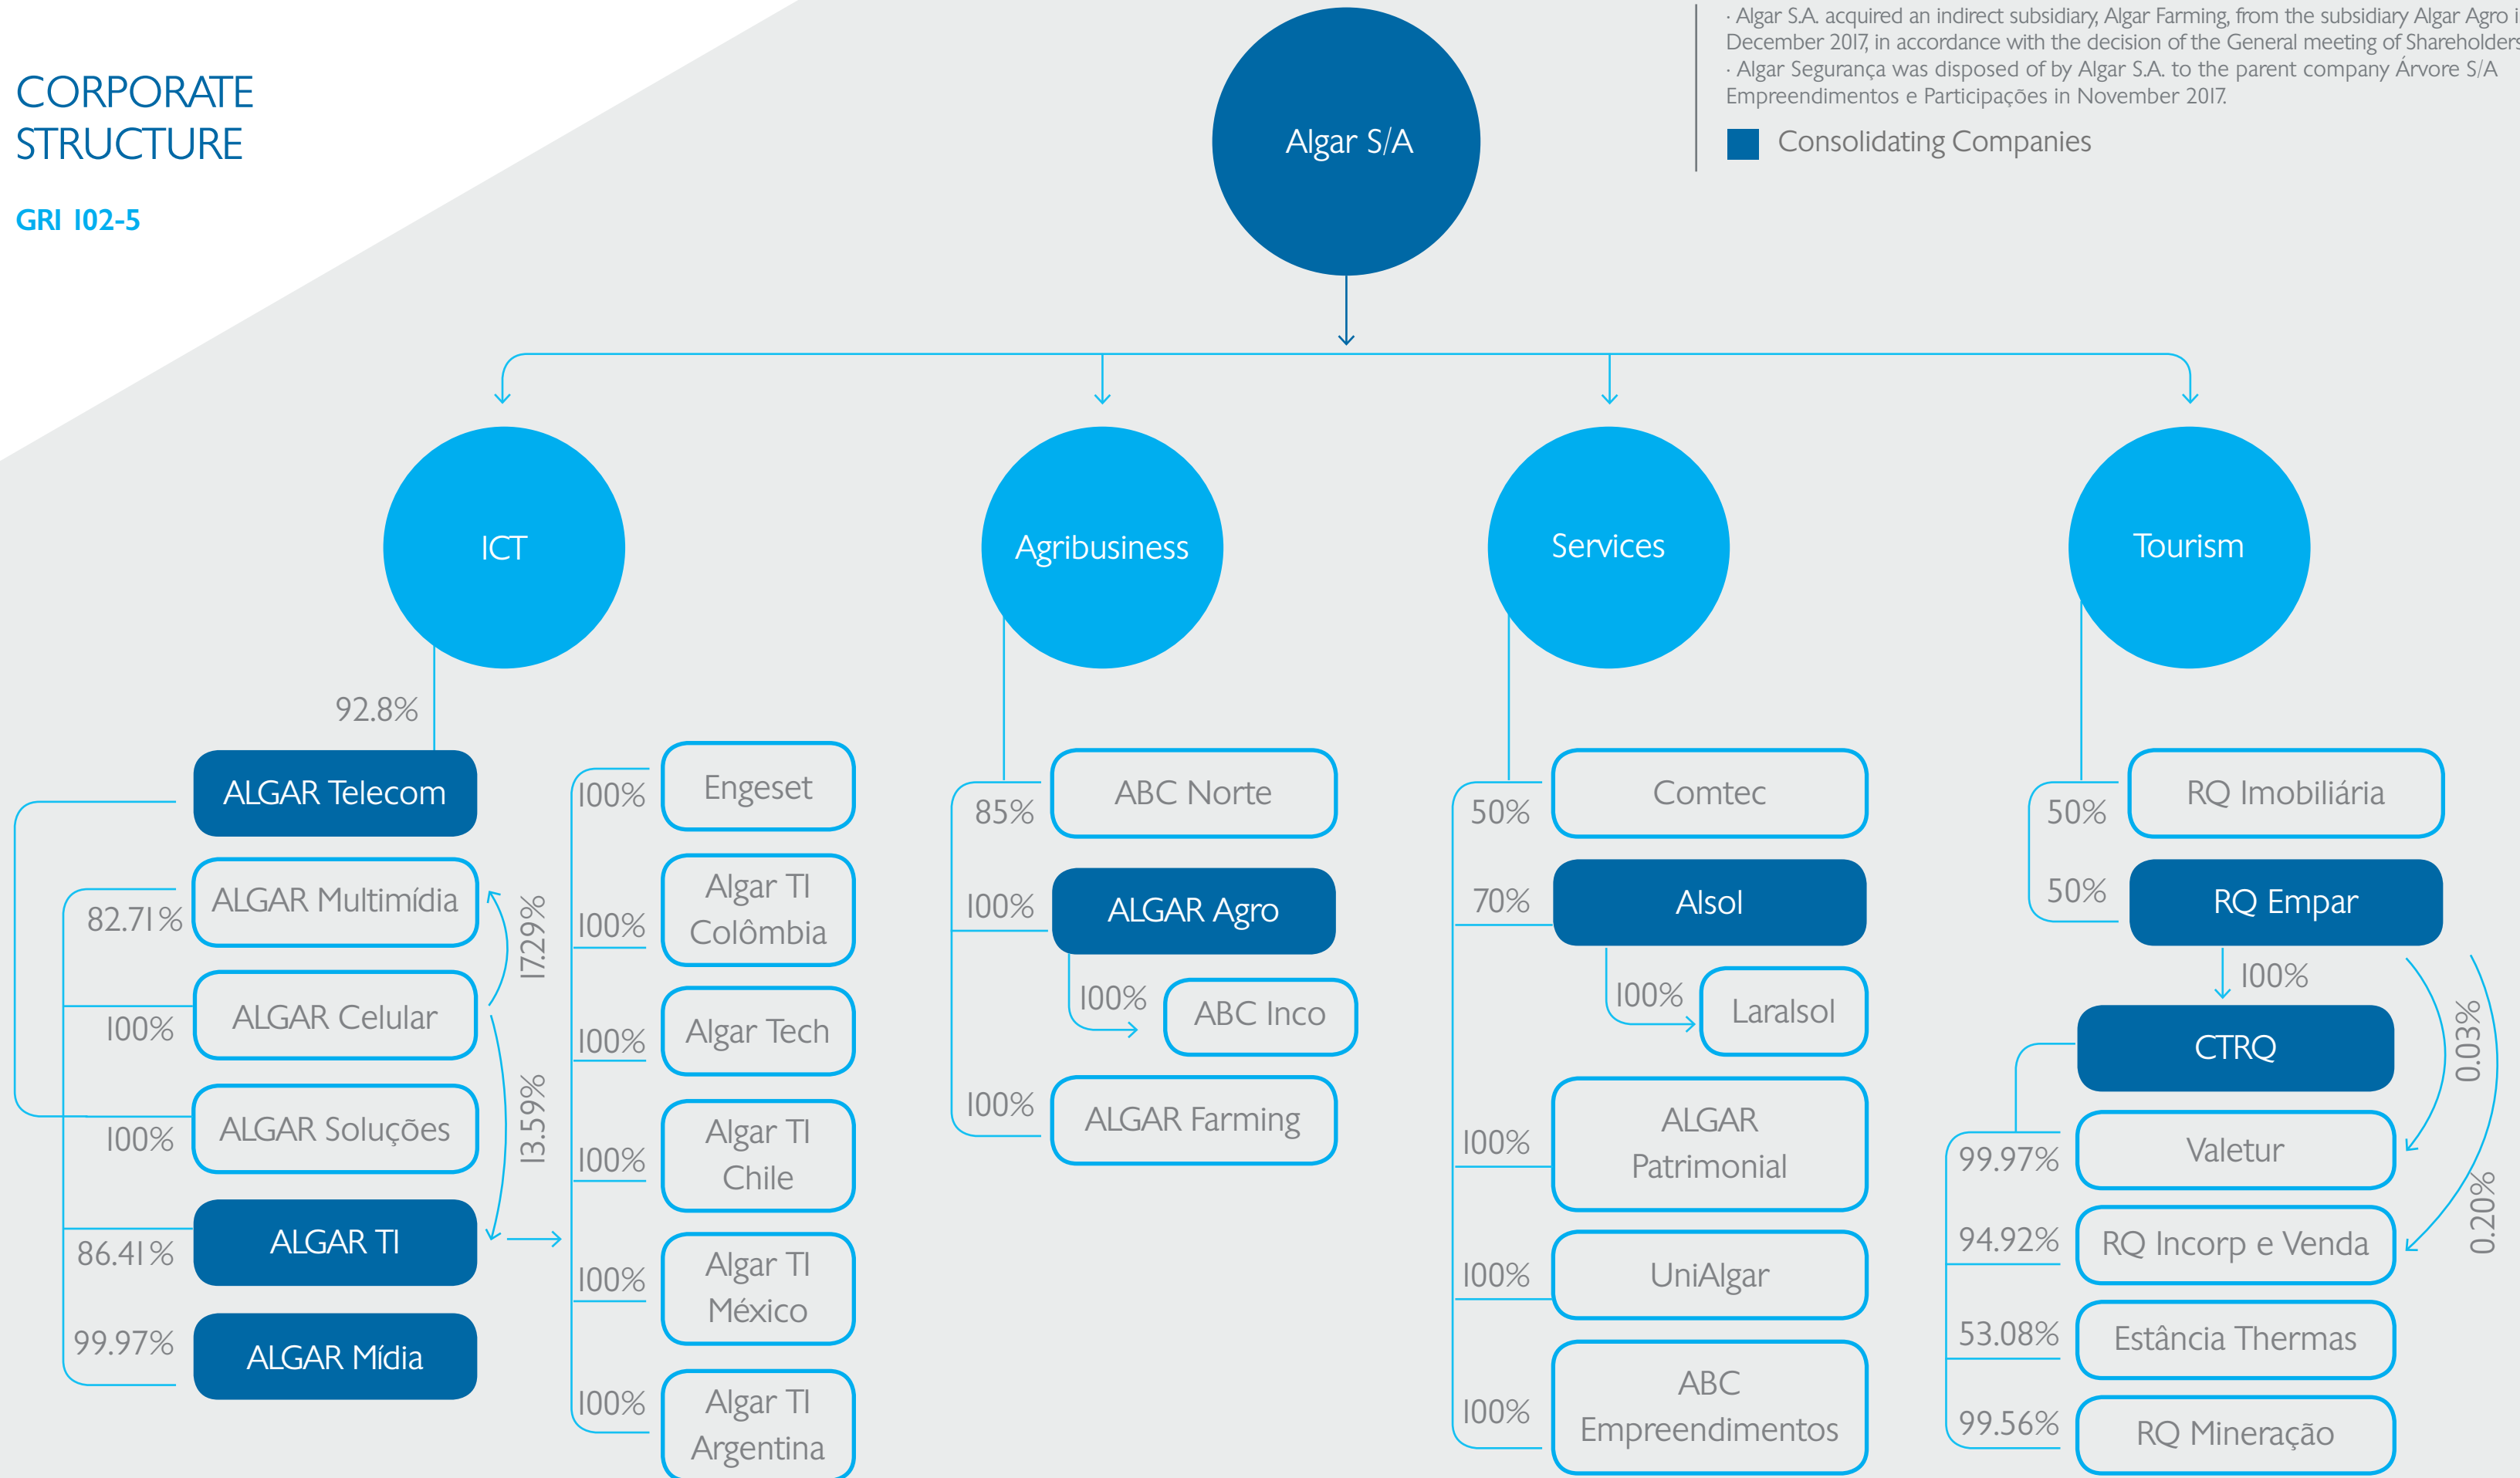 CORPORATE
STRUCTURE
GRI 102-5
· Algar S.A. acquired an indirect subsidiary, Algar Farming, from the subsidiary Algar Agro i
December 2017, in accordance with the decision of the General meeting of Shareholders
· Algar Segurança was disposed of by Algar S.A. to the parent company Árvore S/A
Empreendimentos e Participações in November 2017.
Consolidating Companies
Algar S/A
ICT
Agribusiness
Services
Tourism
92.8%
ALGAR Telecom
82.71%
ALGAR Multimídia
17.29%
100%
ALGAR Celular
13.59%
100%
ALGAR Soluções
86.41%
ALGAR TI
99.97%
ALGAR Mídia
100%
Engeset
100%
Algar TI
Colômbia
100%
Algar Tech
100%
Algar TI
Chile
100%
Algar TI
México
100%
Algar TI
Argentina
85%
ABC Norte
100%
ALGAR Agro
100%
ABC Inco
100%
ALGAR Farming
50%
Comtec
70%
Alsol
100%
Laralsol
100%
ALGAR
Patrimonial
100%
UniAlgar
100%
ABC
Empreendimentos
50%
RQ Imobiliária
50%
RQ Empar
100%
CTRQ
0.03%
0.20%
99.97%
Valetur
94.92%
RQ Incorp e Venda
53.08%
Estância Thermas
99.56%
RQ Mineração